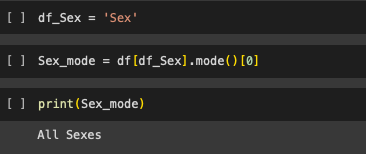 [ ] df_Sex = 'Sex'
[ ] Sex_mode = df[df_Sex].mode()[0]
[ ] print(Sex_mode)
All Sexes